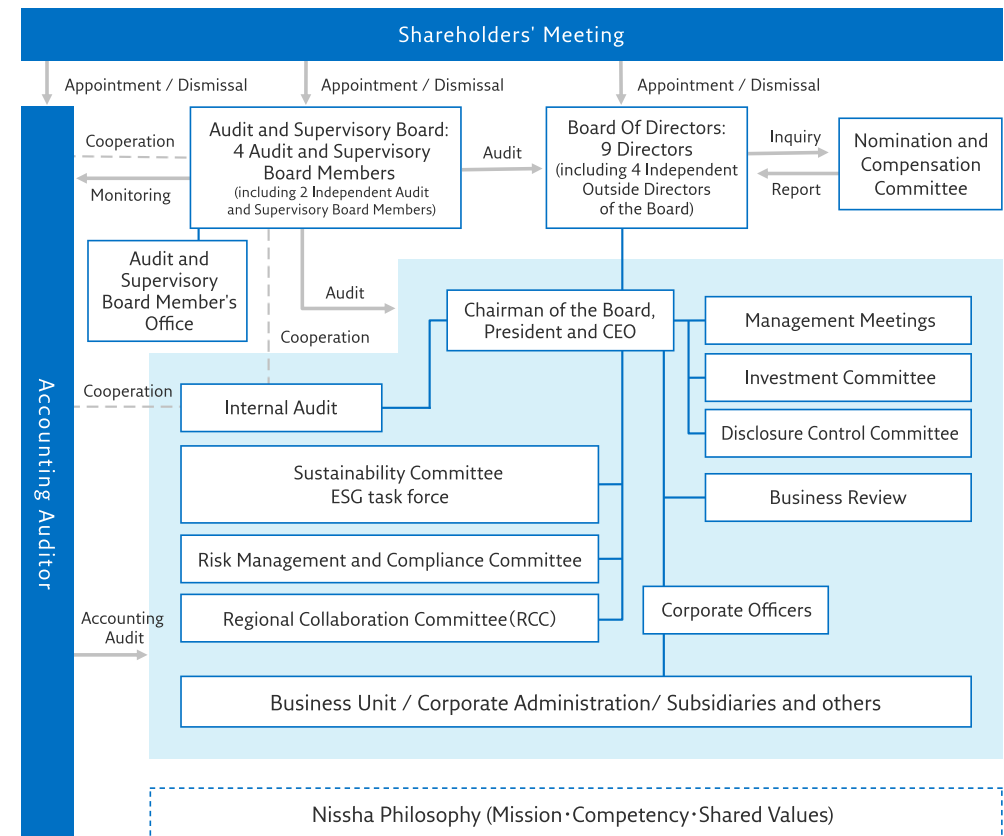 Shareholders' Meeting
Appointment / Dismissal
Appointment / Dismissal
Appointment / Dismissal
Accounting Auditor
Cooperation
Monitoring
Audit and Supervisory Board:
4 Audit and Supervisory
Board Members
(including 2 Independent Audit
and Supervisory Board Members)
Audit
Board Of Directors:
9 Directors
(including 4 Independent
Outside Directors
of the Board)
Inquiry
Report
Nomination and
Compensation
Committee
Audit and
Supervisory
Board Member's
Office
Audit
Cooperation
Chairman of the Board,
President and CEO
Management Meetings
Investment Committee
Disclosure Control Committee
Business Review
Cooperation
Internal Audit
Sustainability Committee
ESG task force
Risk Management and Compliance Committee
Regional Collaboration Committee(RCC)
Corporate Officers
Accounting
Audit
Business Unit / Corporate Administration/ Subsidiaries and others
Nissha Philosophy (Mission・Competency・Shared Values)